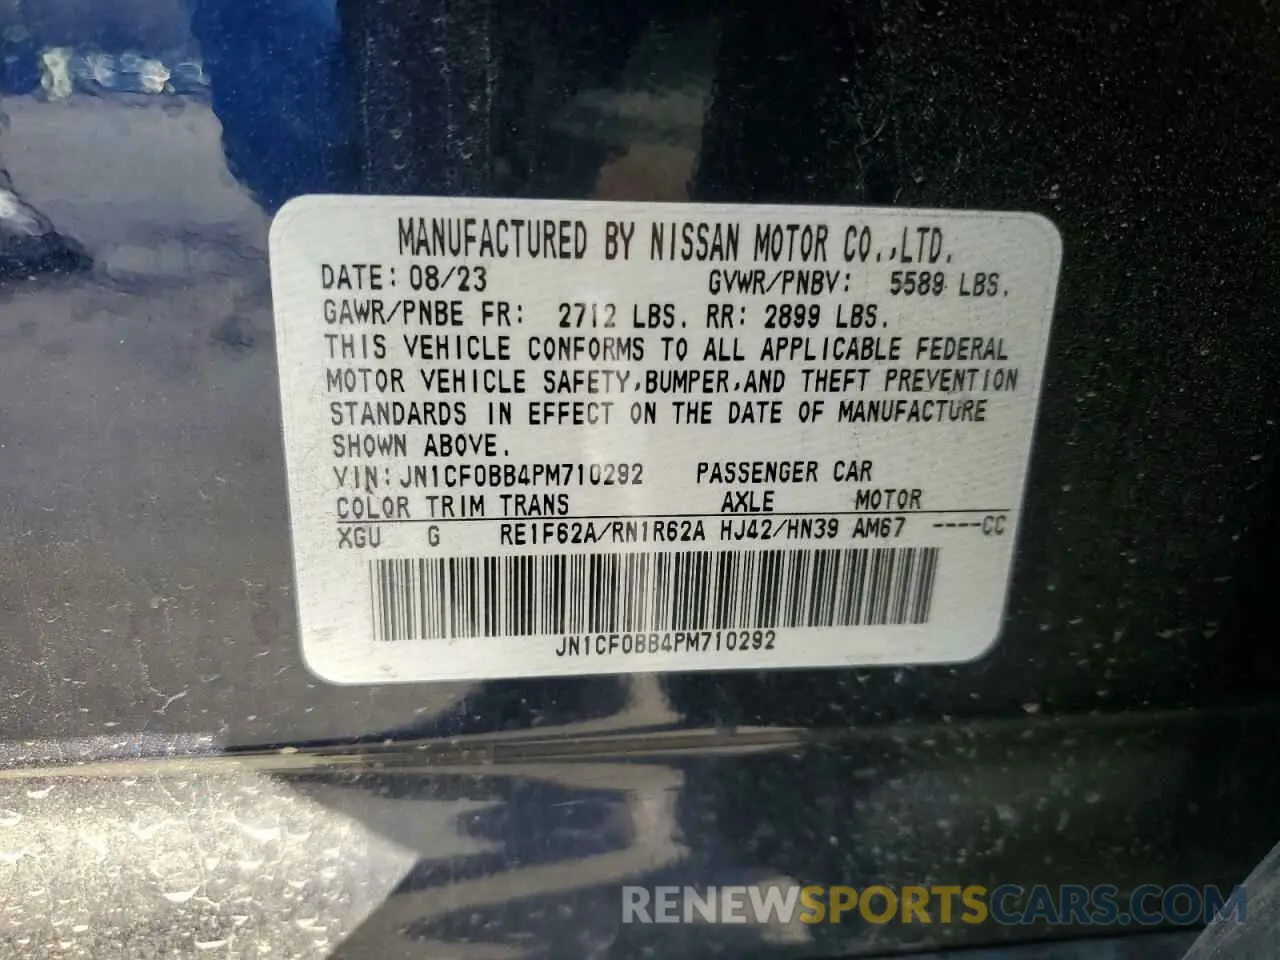 MANUFACTURED BY NISSAN MOTOR CO.,LTD.
DATE: 08/23 GVWR/PNBV: 5589 LBS.
GAWR/PNBE FR: 2712 LBS. RR: 2899 LBS.
THIS VEHICLE CONFORMS TO ALL APPLICABLE FEDERAL
MOTOR VEHICLE SAFETY,BUMPER,AND THEFT PREVENTION
STANDARDS IN EFFECT ON THE DATE OF MANUFACTURE
SHOWN ABOVE.
VIN: JN1CF0BB4PM710292 PASSENGER CAR
COLOR TRIM TRANS AXLE MOTOR
XGU G RE1F62A/RN1R62A HJ42/HN39 AM67 ----CC
JN1CF0BB4PM710292
RENEWSPORTSCARS.COM